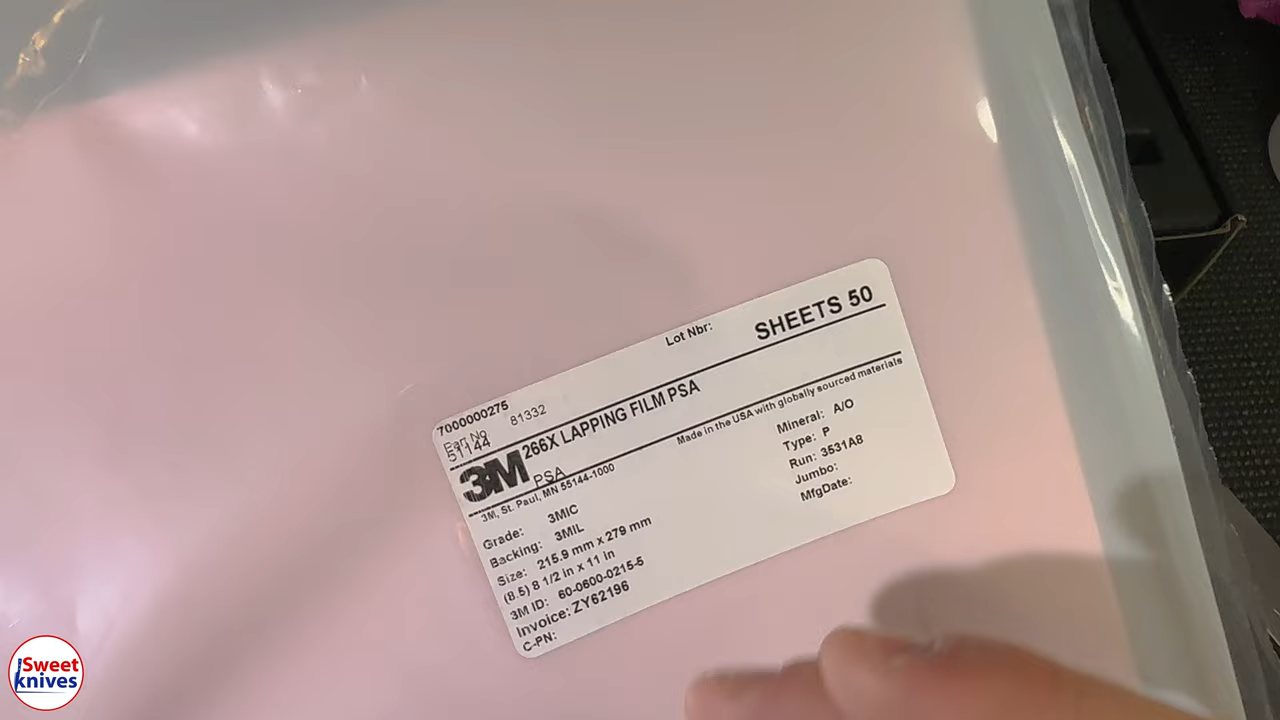 Lot Nbr:
SHEETS 50
7000000275
Part No 81332
51144
3M 266X LAPPING FILM PSA
PSA
Made in the USA with globally sourced materials
3M, St. Paul, MN 55144-1000
Grade: 3MIC
Backing: 3MIL
Size: 215.9 mm x 279 mm
(8.5) 8 1/2 in x 11 in
3M ID: 60-0600-0215-5
Invoice: ZY62196
C-PN:
Mineral: A/O
Type: P
Run: 3531A8
Jumbo:
MfgDate:
Sweet
knives